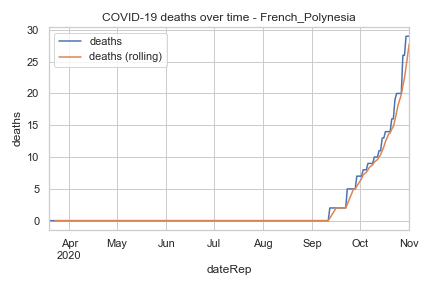 COVID-19 deaths over time - French_Polynesia
deaths
deaths (rolling)
deaths
30
25
20
15
10
5
0
Apr May Jun Jul Aug Sep Oct Nov
2020
dateRep